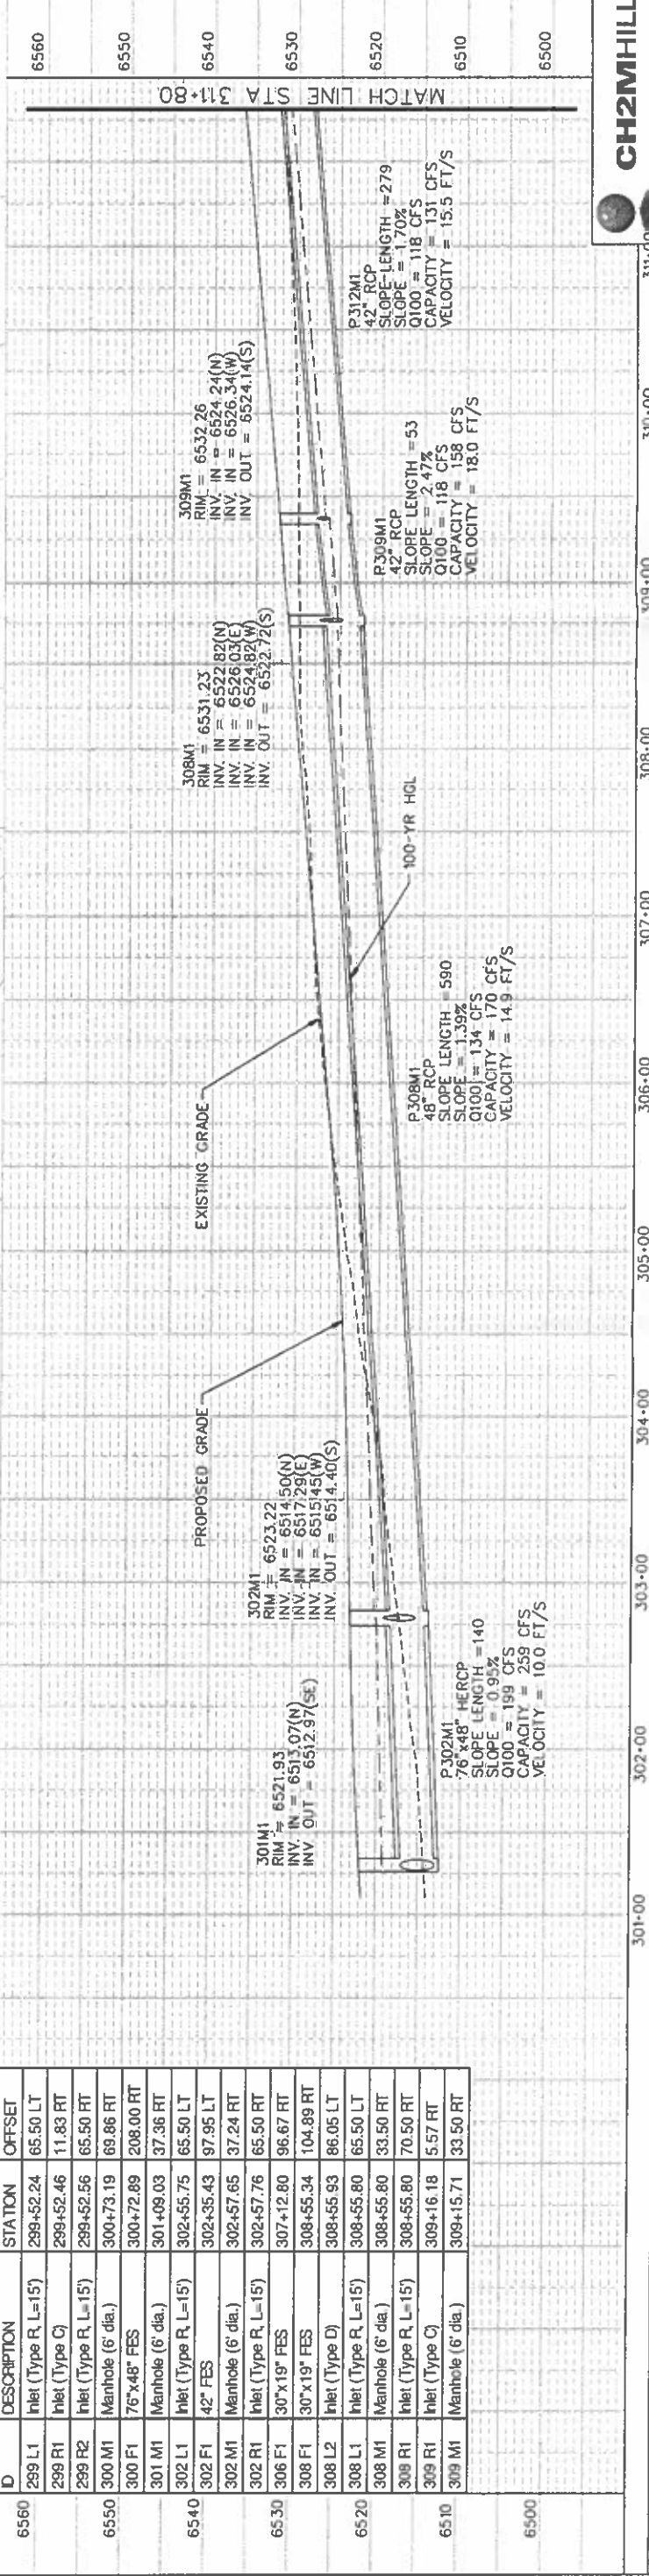 ID DESCRIPTION STATION OFFSET
299 L1 Inlet (Type R, L=15') 299+52.24 65.50 LT
299 R1 Inlet (Type C) 299+52.46 11.83 RT
299 R2 Inlet (Type R, L=15') 299+52.56 65.50 RT
300 M1 Manhole (6' dia.) 300+73.19 69.86 RT
300 F1 76"x48" FES 300+72.89 208.00 RT
301 M1 Manhole (6' dia.) 301+09.03 37.36 RT
302 L1 Inlet (Type R, L=15') 302+55.75 65.50 LT
302 F1 42" FES 302+35.43 97.95 LT
302 M1 Manhole (6' dia.) 302+57.65 37.24 RT
302 R1 Inlet (Type R, L=15') 302+57.76 65.50 RT
306 F1 30"x19" FES 307+12.80 96.67 RT
308 F1 30"x19" FES 308+55.34 104.89 RT
308 L2 Inlet (Type D) 308+55.93 86.05 LT
308 L1 Inlet (Type R, L=15') 308+55.80 65.50 LT
308 M1 Manhole (6' dia.) 308+55.80 33.50 RT
308 R1 Inlet (Type R, L=15') 308+55.80 70.50 RT
309 R1 Inlet (Type C) 309+16.18 5.57 RT
309 M1 Manhole (6' dia.) 309+15.71 33.50 RT
6560
6550
6540
6530
6520
6510
6500
301M1
RIM = 6521.93
INV. IN = 6513.07(N)
INV. OUT = 6512.97(SE)
302M1
RIM = 6523.22
INV. IN = 6514.50(N)
INV. IN = 6517.29(E)
INV. IN = 6515.45(W)
INV. OUT = 6514.40(S)
P302M1
76"x48" HERCP
SLOPE LENGTH =140
SLOPE = 0.95%
Q100 = 199 CFS
CAPACITY = 259 CFS
VELOCITY = 10.0 FT/S
PROPOSED GRADE
EXISTING GRADE
P308M1
48" RCP
SLOPE LENGTH = 590
SLOPE = 1.39%
Q100 = 134 CFS
CAPACITY = 170 CFS
VELOCITY = 14.9 FT/S
100-YR HGL
308M1
RIM = 6531.23
INV. IN = 6522.82(N)
INV. IN = 6526.03(E)
INV. IN = 6524.82(W)
INV. OUT = 6522.72(S)
309M1
RIM = 6532.26
INV. IN = 6524.24(N)
INV. IN = 6526.34(W)
INV. OUT = 6524.14(S)
P309M1
42" RCP
SLOPE LENGTH =53
SLOPE = 2.47%
Q100 = 118 CFS
CAPACITY = 158 CFS
VELOCITY = 18.0 FT/S
P312M1
42" RCP
SLOPE-LENGTH =279
SLOPE = 1.70%
Q100 = 118 CFS
CAPACITY = 131 CFS
VELOCITY = 15.5 FT/S
MATCH LINE STA 311+80
6560
6550
6540
6530
6520
6510
6500
301+00
302+00
303+00
304+00
305+00
306+00
307+00
308+00
309+00
310+00
311+00
CH2MHILL